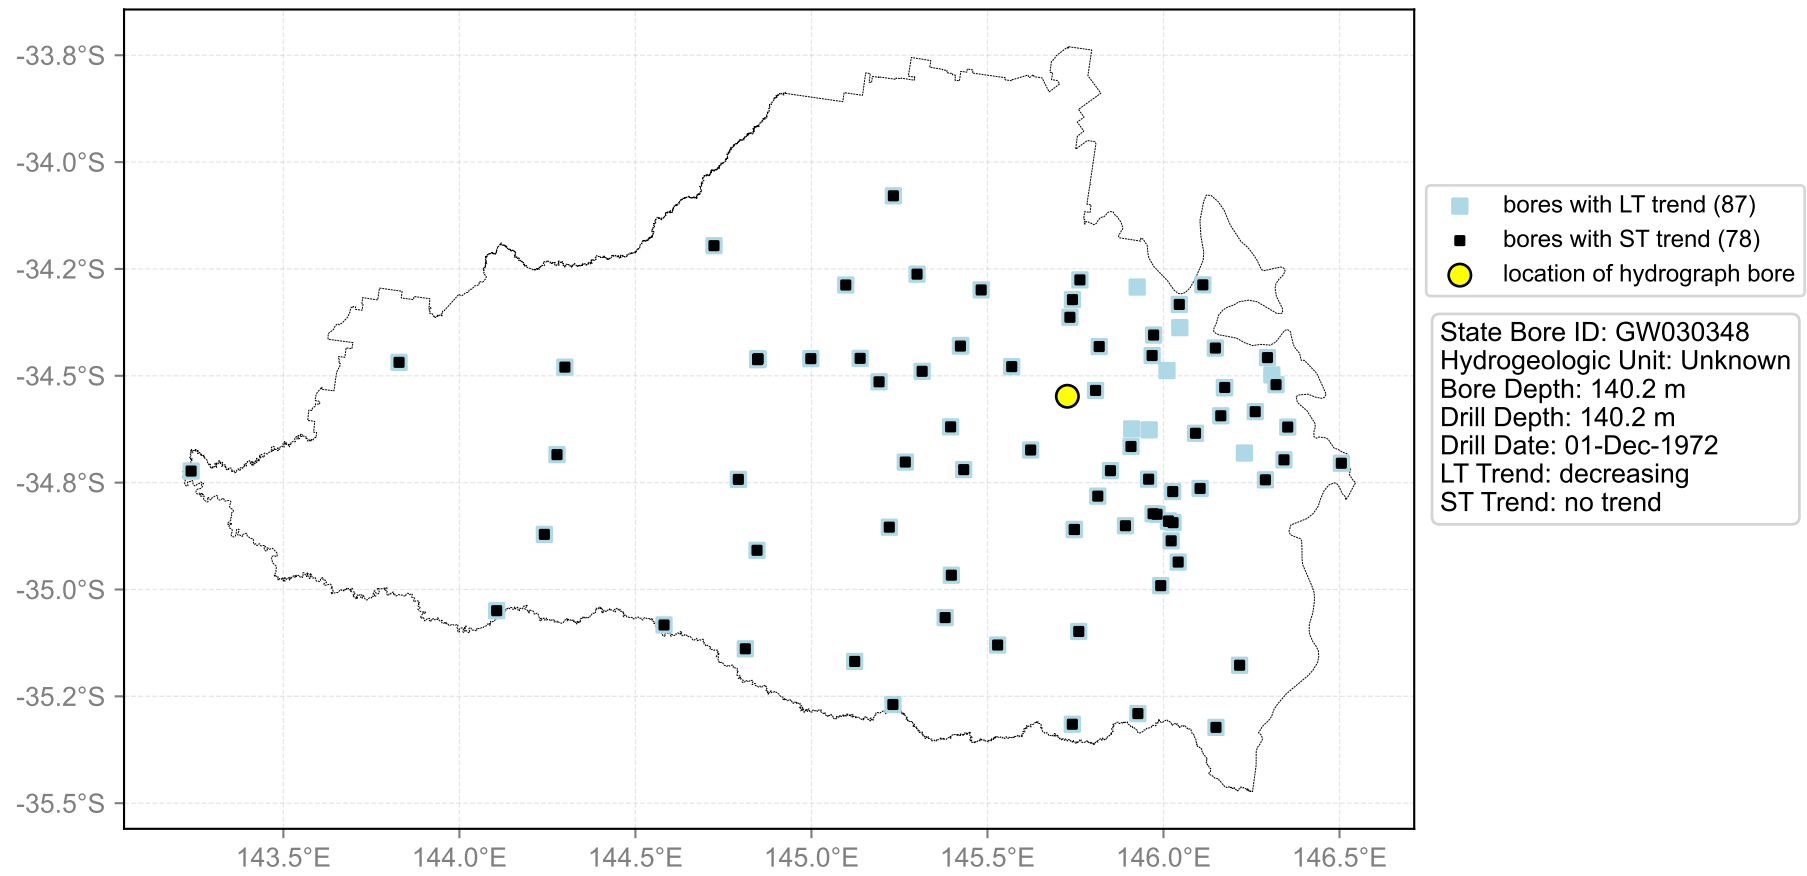 -33.8°S
-34.0°S
-34.2°S
-34.5°S
-34.8°S
-35.0°S
-35.2°S
-35.5°S
143.5°E
144.0°E
144.5°E
145.0°E
145.5°E
146.0°E
146.5°E
bores with LT trend (87)
bores with ST trend (78)
location of hydrograph bore
State Bore ID: GW030348
Hydrogeologic Unit: Unknown
Bore Depth: 140.2 m
Drill Depth: 140.2 m
Drill Date: 01-Dec-1972
LT Trend: decreasing
ST Trend: no trend